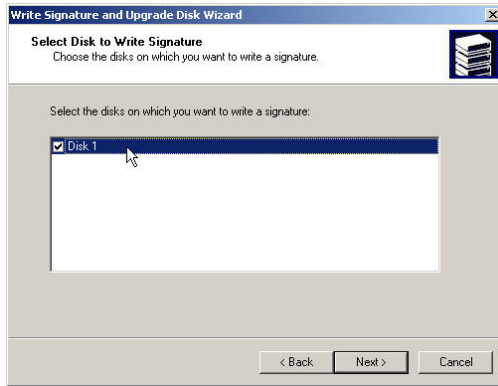 Write Signature and Upgrade Disk Wizard
Select Disk to Write Signature
Choose the disks on which you want to write a signature.
Select the disks on which you want to write a signature:
Disk 1
< Back
Next >
Cancel